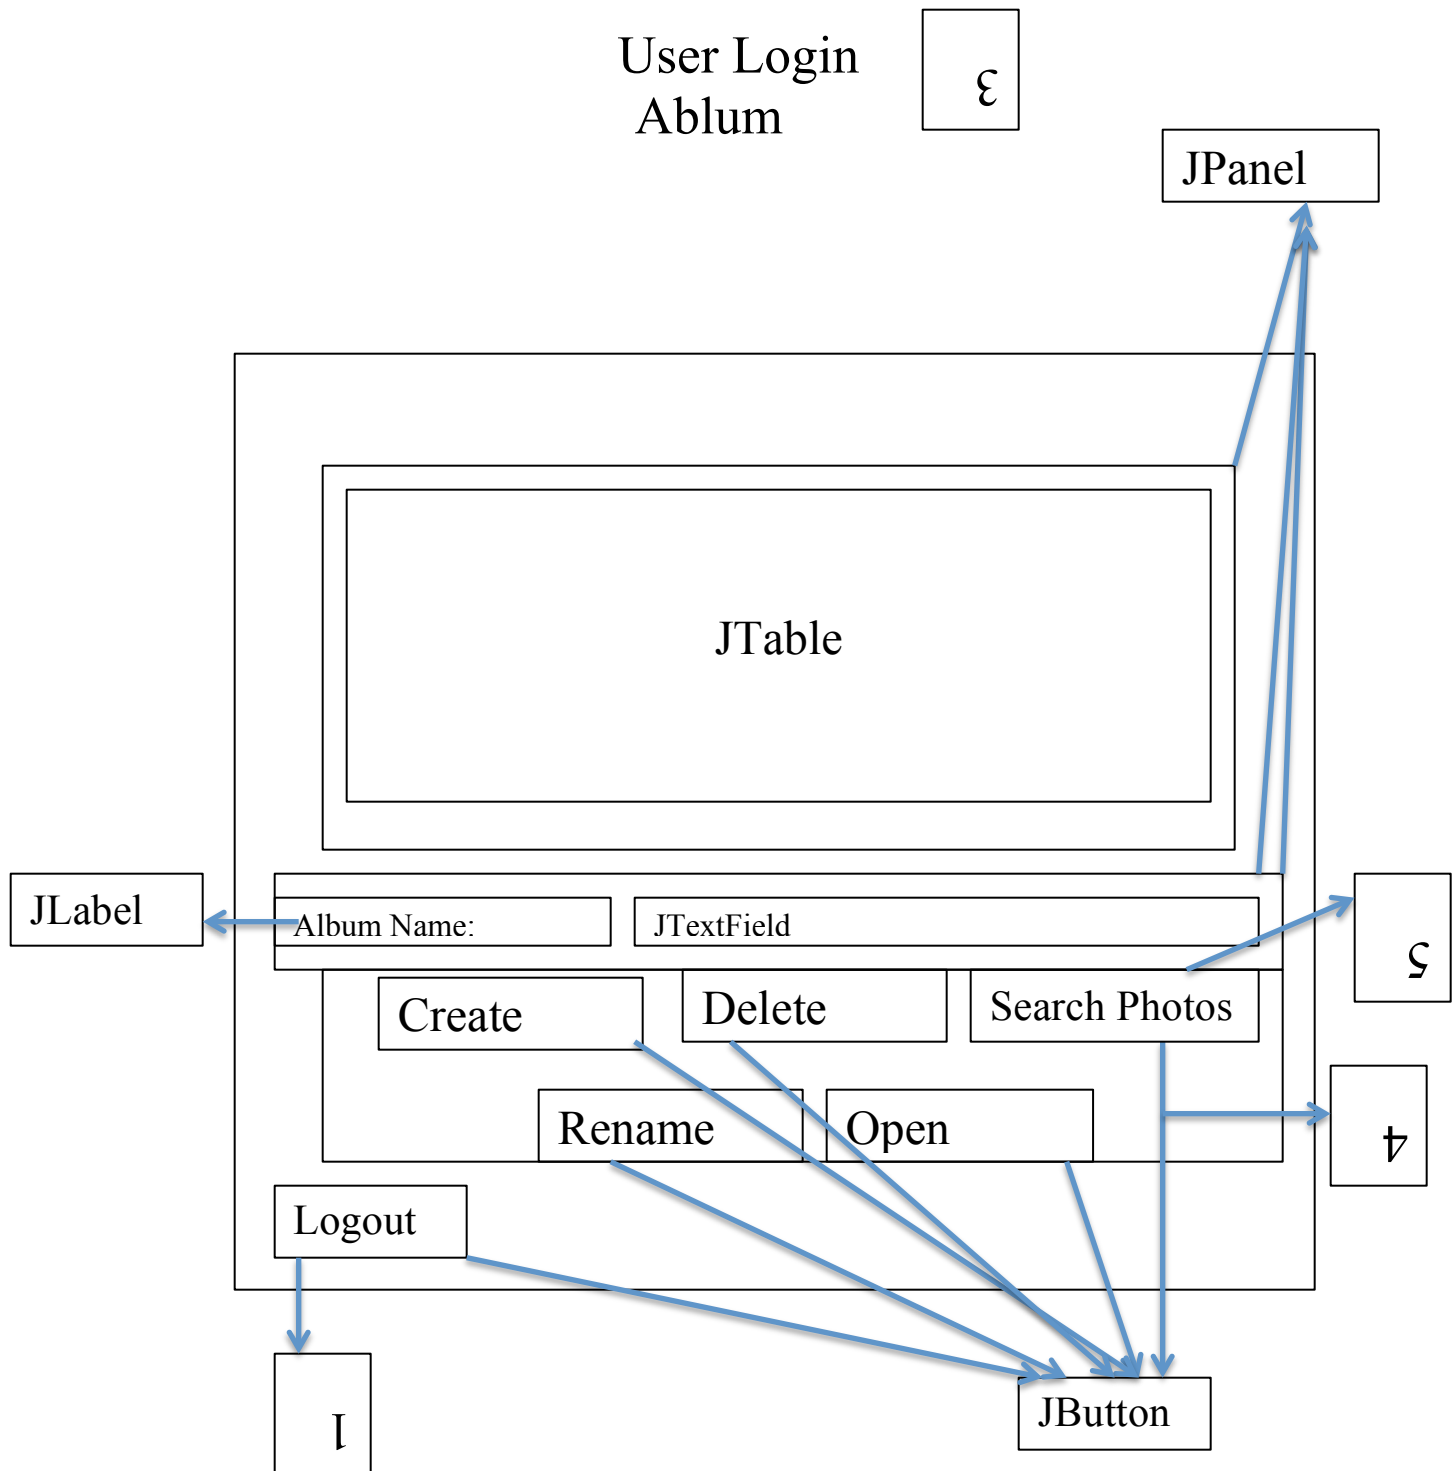 User Login
Ablum
3
JPanel
JTable
JLabel
Album Name:
JTextField
5
Create
Delete
Search Photos
Rename
Open
4
Logout
1
JButton